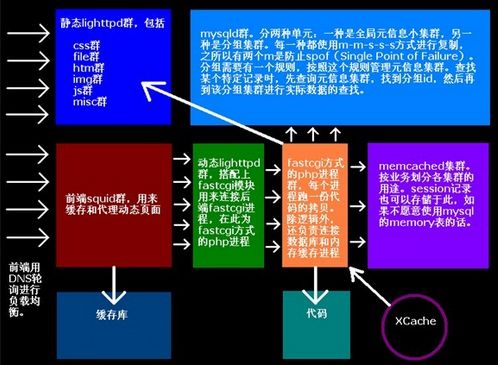 静态lighttpd群，包括
css群
file群
htm群
img群
js群
misc群
mysqld群。分两种单元：一种是全局元信息小集群，另一
种是分组集群。每一种都使用m-m-s-s-s方式进行复制，
之所以有两个m是防止spof（Single Point of Failure）。
分组需要有一个规则，按照这个规则管理元信息集群。查找
某个特定记录时，先查询元信息集群，找到分组id，然后再
到该分组集群进行实际数据的查找。
前端squid群，用来
缓存和代理动态页面
动态lighttpd
群，搭配上
fastcgi模块
用来连接后
端fastcgi进
程，在此为
fastcgi方式
的php进程
fastcgi方式
的php进程
群，每个进
程跑一份代
码的拷贝。
除逻辑外，
还负责连接
数据库和内
存缓存进程
memcached集群。
按业务划分各集群的
用途。session记录
也可以存储于此，如
果不愿意使用mysql
的memory表的话。
前端用
DNS轮
询进行
负载均
衡。
缓存库
代码
XCache